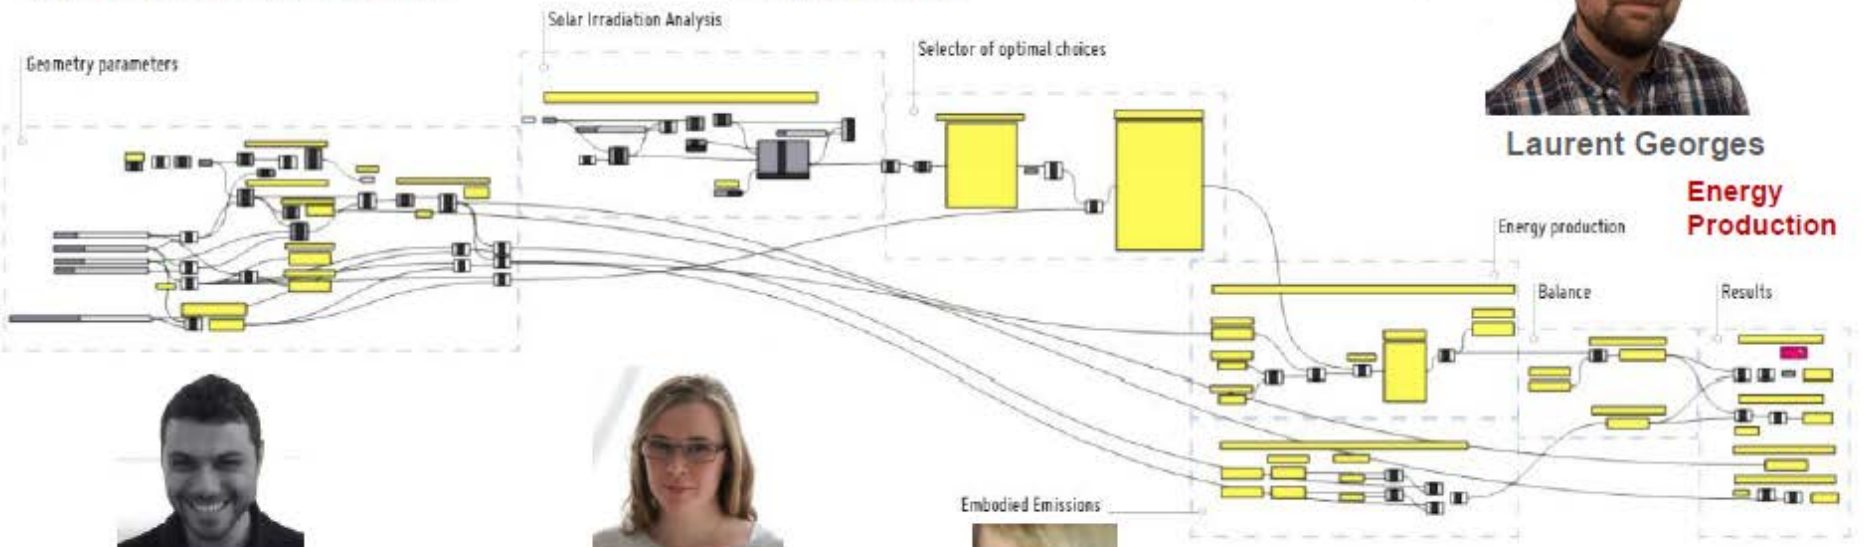 Solar Irradiation Analysis
Geometry parameters
Selector of optimal choices
Laurent Georges
Energy
Production
Energy production
Balance
Results
Embodied Emissions